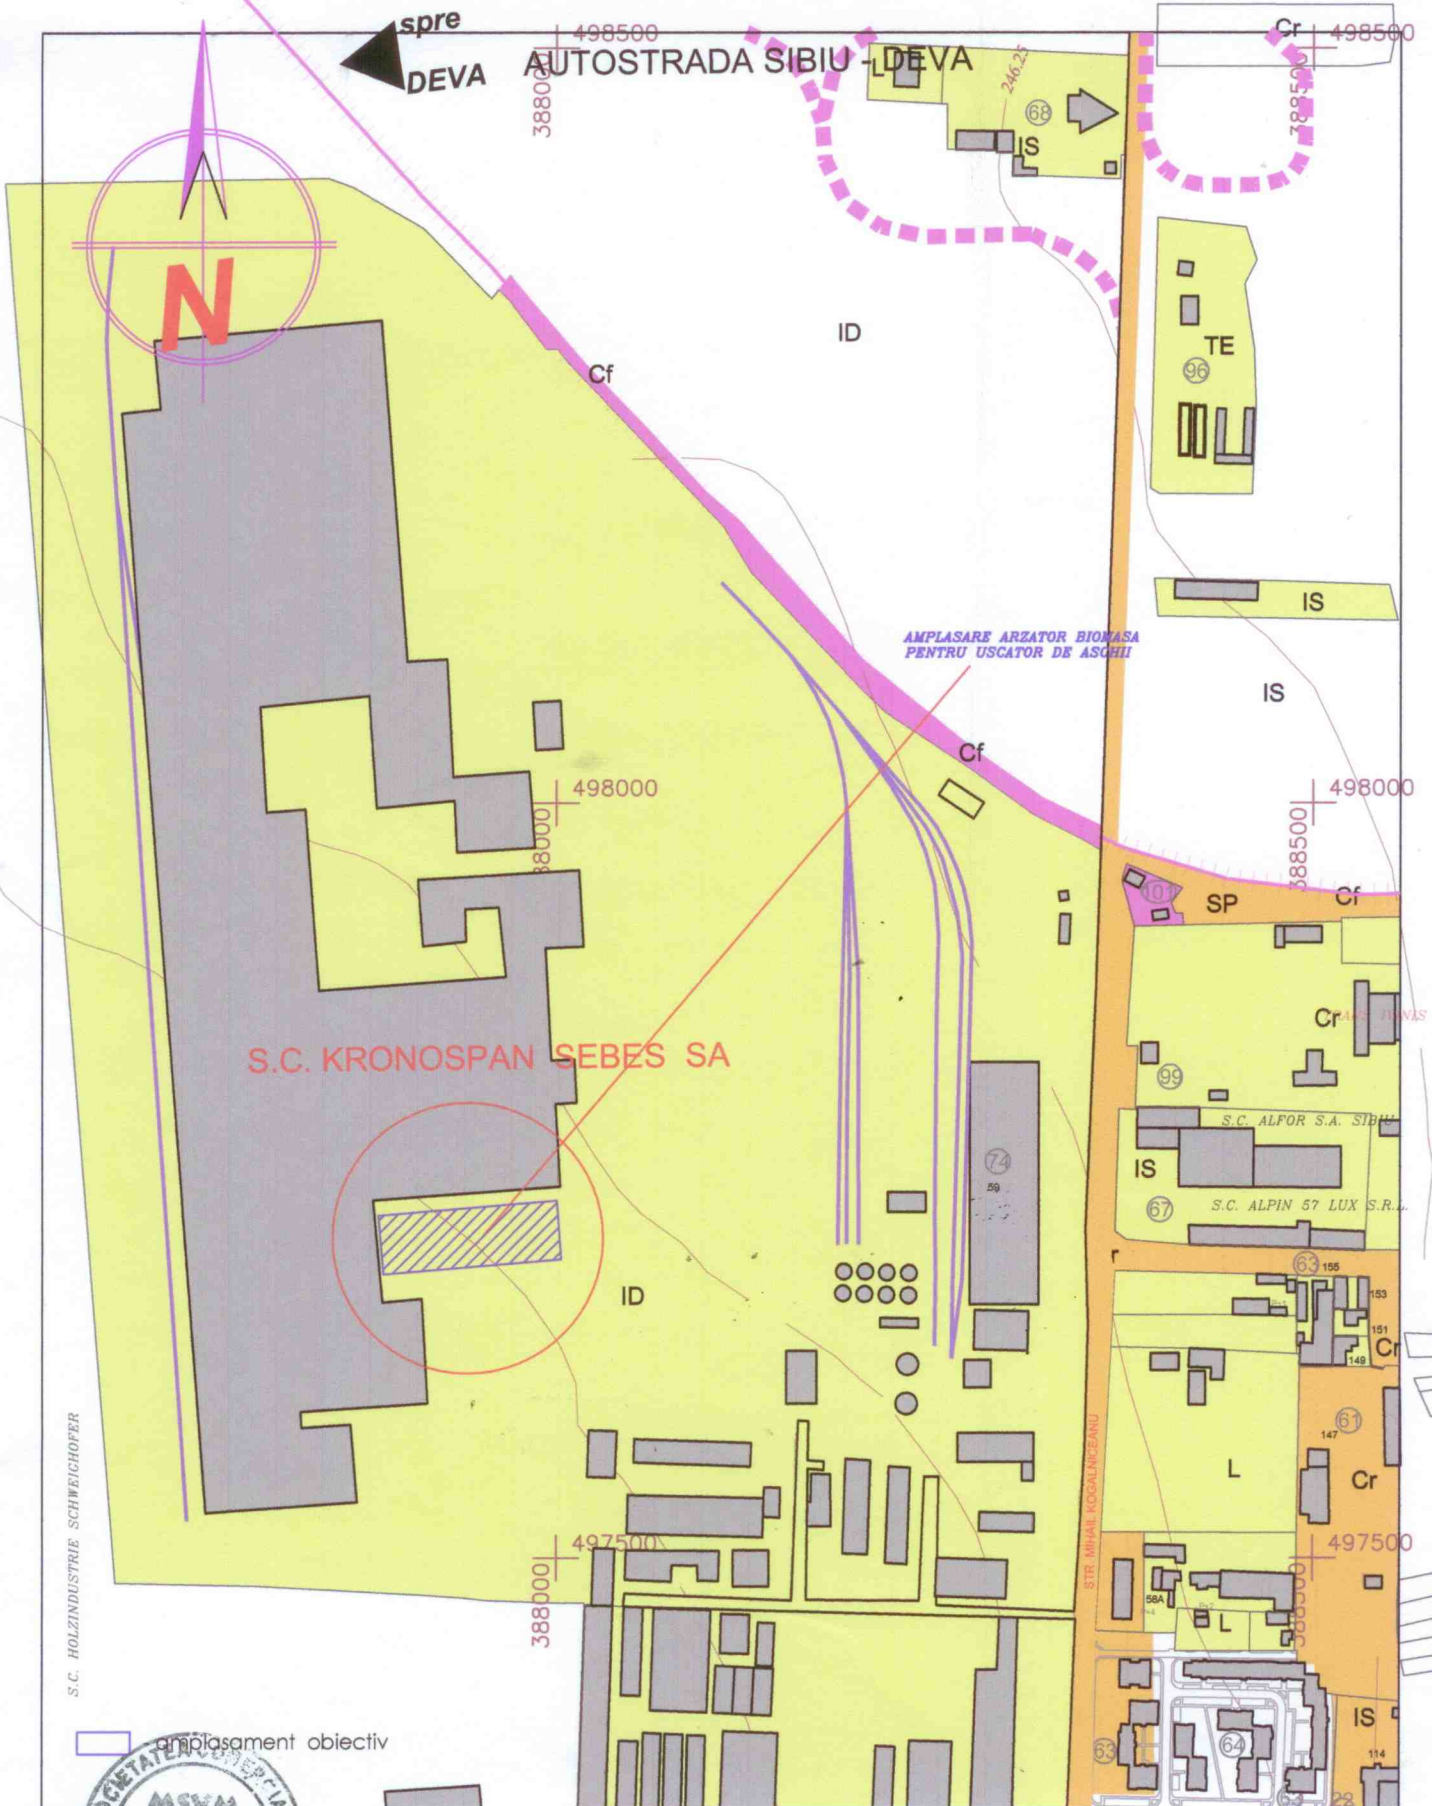 spre
DEVA
AUTOSTRADA SIBIU - DEVA
498500
388000
L
246.25
68
IS
Cr
498500
388500
N
ID
Cf
TE
96
IS
IS
AMPLASARE ARZATOR BIOMASA
PENTRU USCATOR DE ASCHII
Cf
498000
498000
388500
101
SP
Cf
Cr
S.C. KRONOSPAN SEBES SA
99
S.C. ALFOR S.A. SIBIU
74
59
IS
67
S.C. ALPIN 57 LUX S.R.L.
r
63
155
153
151
149
Cr
ID
61
147
L
Cr
STR. MIHAIL KOGALNICEANU
S.C. HOLZINDUSTRIE SCHWEIGHOFER
497500
388000
497500
388500
58A
L
IS
114
63
64
63
22
amplasament obiectiv